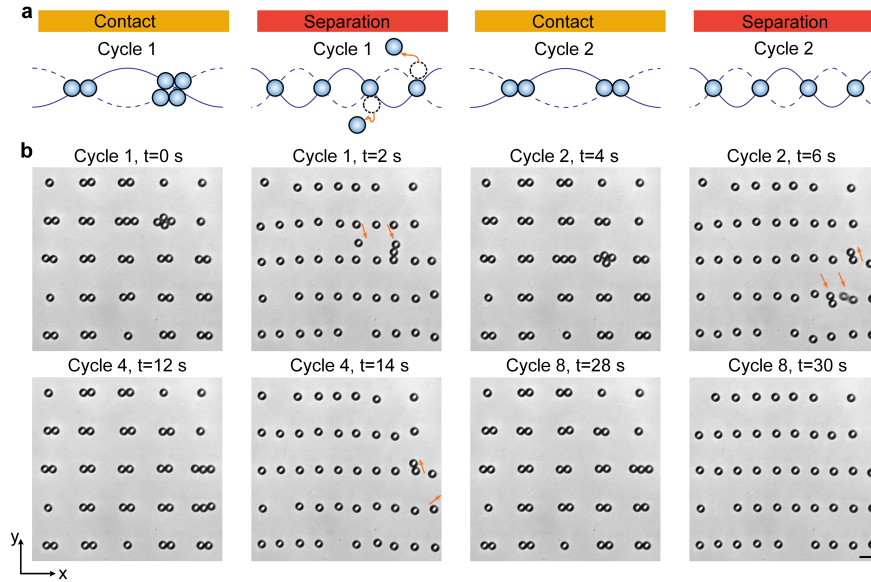 a
Contact
Separation
Contact
Separation
Cycle 1
Cycle 1
Cycle 2
Cycle 2
b
Cycle 1, t=0 s
Cycle 1, t=2 s
Cycle 2, t=4 s
Cycle 2, t=6 s
Cycle 4, t=12 s
Cycle 4, t=14 s
Cycle 8, t=28 s
Cycle 8, t=30 s
y
x